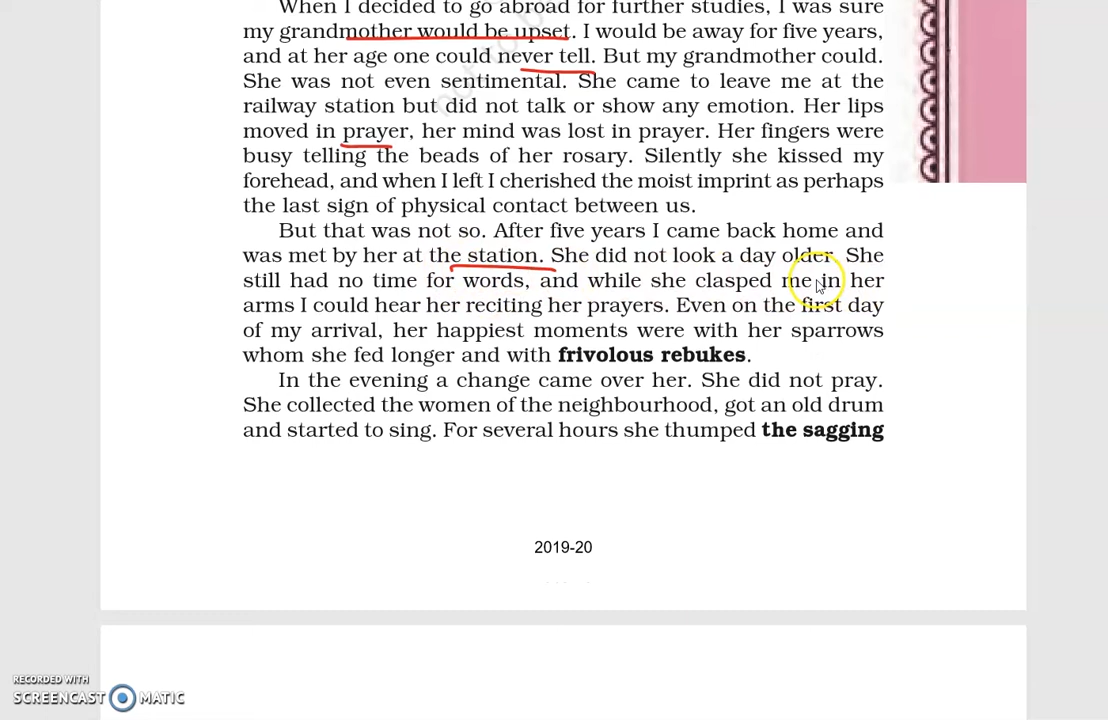 When I decided to go abroad for further studies, I was sure
my grandmother would be upset. I would be away for five years,
and at her age one could never tell. But my grandmother could.
She was not even sentimental. She came to leave me at the
railway station but did not talk or show any emotion. Her lips
moved in prayer, her mind was lost in prayer. Her fingers were
busy telling the beads of her rosary. Silently she kissed my
forehead, and when I left I cherished the moist imprint as perhaps
the last sign of physical contact between us.
But that was not so. After five years I came back home and
was met by her at the station. She did not look a day older. She
still had no time for words, and while she clasped me in her
arms I could hear her reciting her prayers. Even on the first day
of my arrival, her happiest moments were with her sparrows
whom she fed longer and with frivolous rebukes.
In the evening a change came over her. She did not pray.
She collected the women of the neighbourhood, got an old drum
and started to sing. For several hours she thumped the sagging
2019-20
RECORDED WITH
SCREENCAST MATIC
not to b